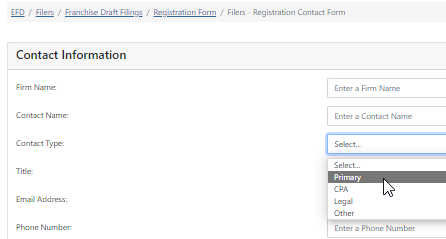 EFD / Filers / Franchise Draft Filings / Registration Form / Filers - Registration Contact Form
Contact Information
Firm Name: Enter a Firm Name
Contact Name: Enter a Contact Name
Contact Type: Select...
Select...
Title: Primary
CPA
Email Address: Legal
Other
Phone Number: Enter a Phone Number